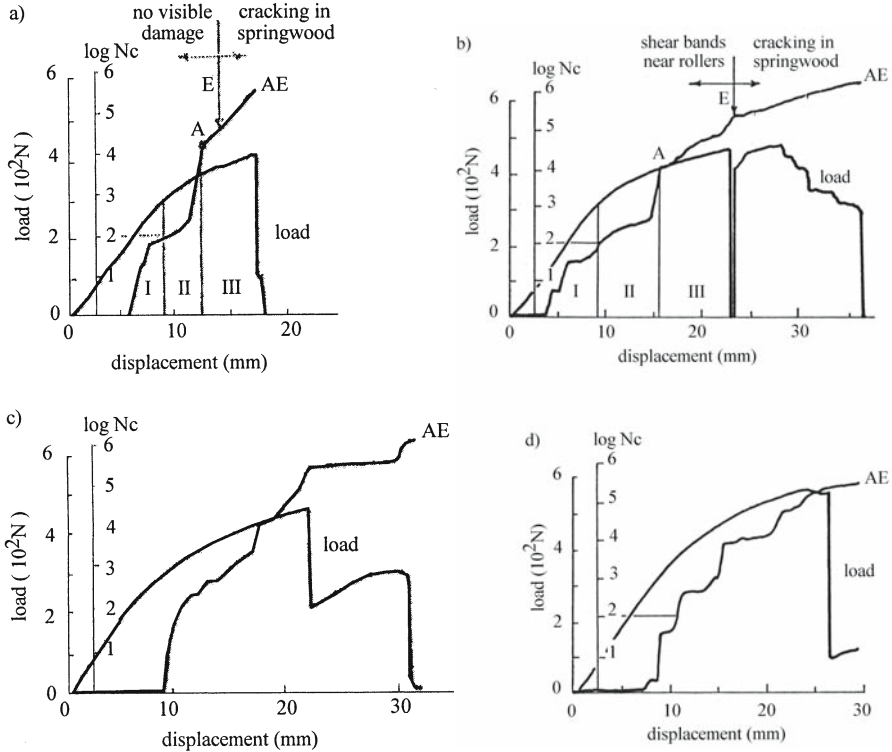 a)
no visible
damage
cracking in
springwood
log Nc
E
AE
A
6
5
4
3
2
1
6
4
2
0
load ( 10²N)
I
II
III
load
0
10
20
displacement (mm)
b)
shear bands
near rollers
cracking in
springwood
log Nc
E
AE
A
6
5
4
3
2
1
6
4
2
0
load (10²N)
I
II
III
load
0
10
20
30
displacement (mm)
c)
log Nc
AE
6
5
4
3
2
1
6
4
2
0
load ( 10²N)
load
0
10
20
30
displacement (mm)
d)
log Nc
AE
6
5
4
3
2
1
6
4
2
0
load (10²N)
load
0
10
20
30
displacement (mm)